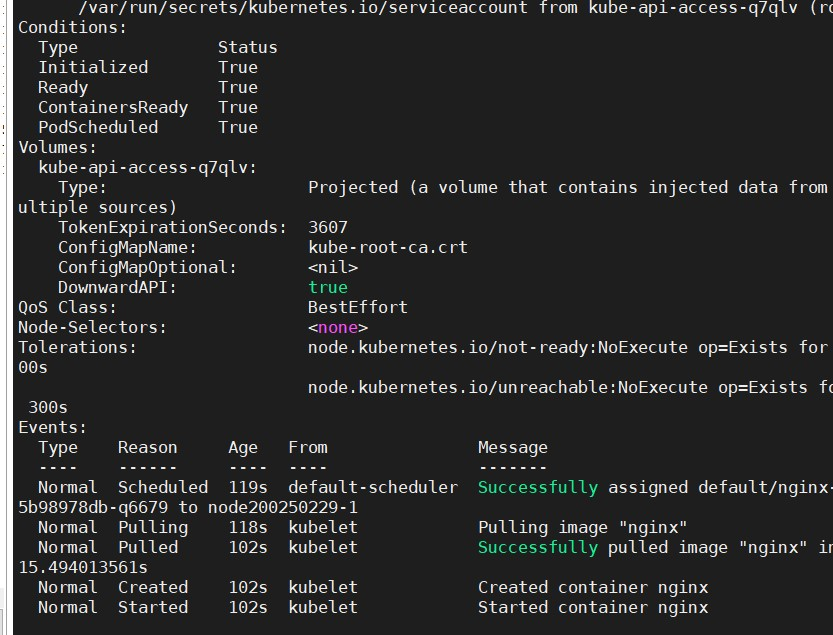 /var/run/secrets/kubernetes.io/serviceaccount from kube-api-access-q7qlv (ro
Conditions:
Type Status
Initialized True
Ready True
ContainersReady True
PodScheduled True
Volumes:
kube-api-access-q7qlv:
Type: Projected (a volume that contains injected data from
ultiple sources)
TokenExpirationSeconds: 3607
ConfigMapName: kube-root-ca.crt
ConfigMapOptional: <nil>
DownwardAPI: true
QoS Class: BestEffort
Node-Selectors: <none>
Tolerations: node.kubernetes.io/not-ready:NoExecute op=Exists for
00s
node.kubernetes.io/unreachable:NoExecute op=Exists fo
300s
Events:
Type Reason Age From Message
---- ------ ---- ---- -------
Normal Scheduled 119s default-scheduler Successfully assigned default/nginx-
5b98978db-q6679 to node200250229-1
Normal Pulling 118s kubelet Pulling image "nginx"
Normal Pulled 102s kubelet Successfully pulled image "nginx" in
15.494013561s
Normal Created 102s kubelet Created container nginx
Normal Started 102s kubelet Started container nginx